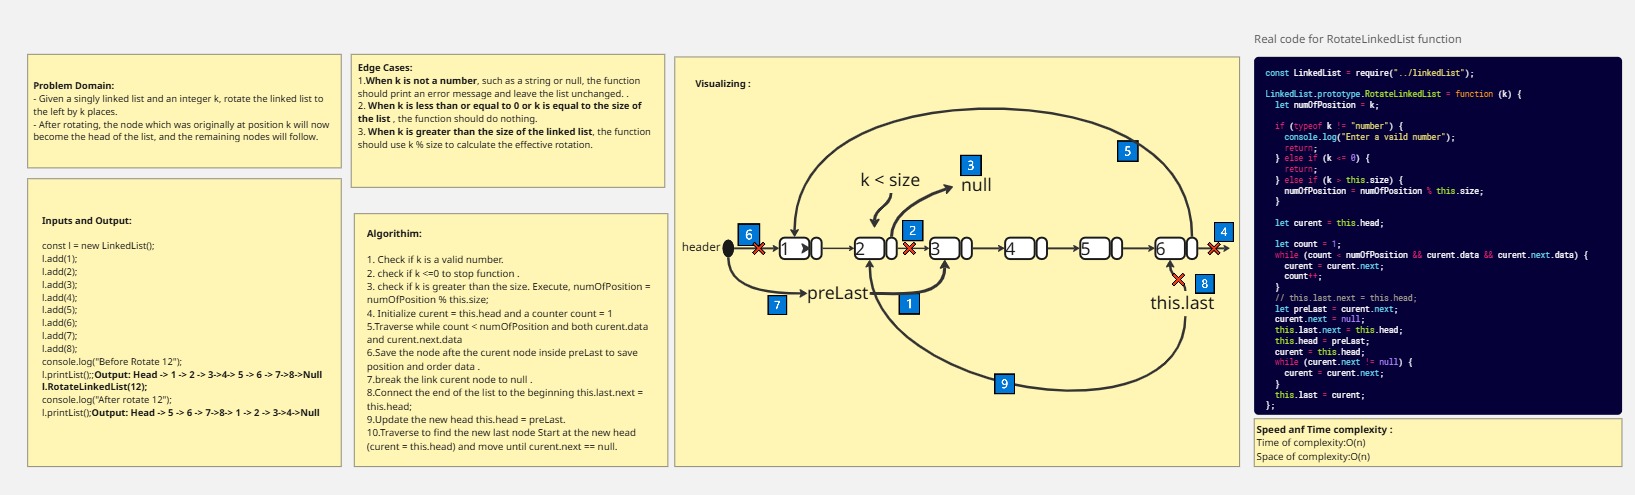 Problem Domain:
- Given a singly linked list and an integer k, rotate the linked list to
the left by k places.
- After rotating, the node which was originally at position k will now
become the head of the list, and the remaining nodes will follow.
Inputs and Output:
const l = new LinkedList();
l.add(1);
l.add(2);
l.add(3);
l.add(4);
l.add(5);
l.add(6);
l.add(7);
l.add(8);
console.log("Before Rotate 12");
l.printList();;Output: Head -> 1 -> 2 -> 3->4-> 5 -> 6 -> 7->8->Null
l.RotateLinkedList(12);
console.log("After rotate 12");
l.printList();Output: Head -> 5 -> 6 -> 7->8-> 1 -> 2 -> 3->4->Null
Edge Cases:
1.When k is not a number, such as a string or null, the function
should print an error message and leave the list unchanged. .
2. When k is less than or equal to 0 or k is equal to the size of
the list , the function should do nothing.
3. When k is greater than the size of the linked list, the function
should use k % size to calculate the effective rotation.
Algorithim:
1. Check if k is a valid number.
2. check if k <=0 to stop function .
3. check if k is greater than the size. Execute, numOfPosition =
numOfPosition % this.size;
4. Initialize curent = this.head and a counter count = 1
5.Traverse while count < numOfPosition and both curent.data
and curent.next.data
6.Save the node afte the curent node inside preLast to save
position and order data .
7.break the link curent node to null .
8.Connect the end of the list to the beginning this.last.next =
this.head;
9.Update the new head this.head = preLast.
10.Traverse to find the new last node Start at the new head
(curent = this.head) and move until curent.next == null.
Visualizing :
5
3
k < size
null
6
2
4
header
1
2
3
4
5
6
8
preLast
7
1
this.last
9
Real code for RotateLinkedList function
const LinkedList = require("../linkedList");
LinkedList.prototype.RotateLinkedList = function (k) {
let numOfPosition = k;
if (typeof k != "number") {
console.log("Enter a vaild number");
return;
} else if (k <= 0) {
return;
} else if (k > this.size) {
numOfPosition = numOfPosition % this.size;
}
let curent = this.head;
let count = 1;
while (count < numOfPosition && curent.data && curent.next.data) {
curent = curent.next;
count++;
}
// this.last.next = this.head;
let preLast = curent.next;
curent.next = null;
this.last.next = this.head;
this.head = preLast;
curent = this.head;
while (curent.next != null) {
curent = curent.next;
}
this.last = curent;
};
Speed anf Time complexity :
Time of complexity:O(n)
Space of complexity:O(n)